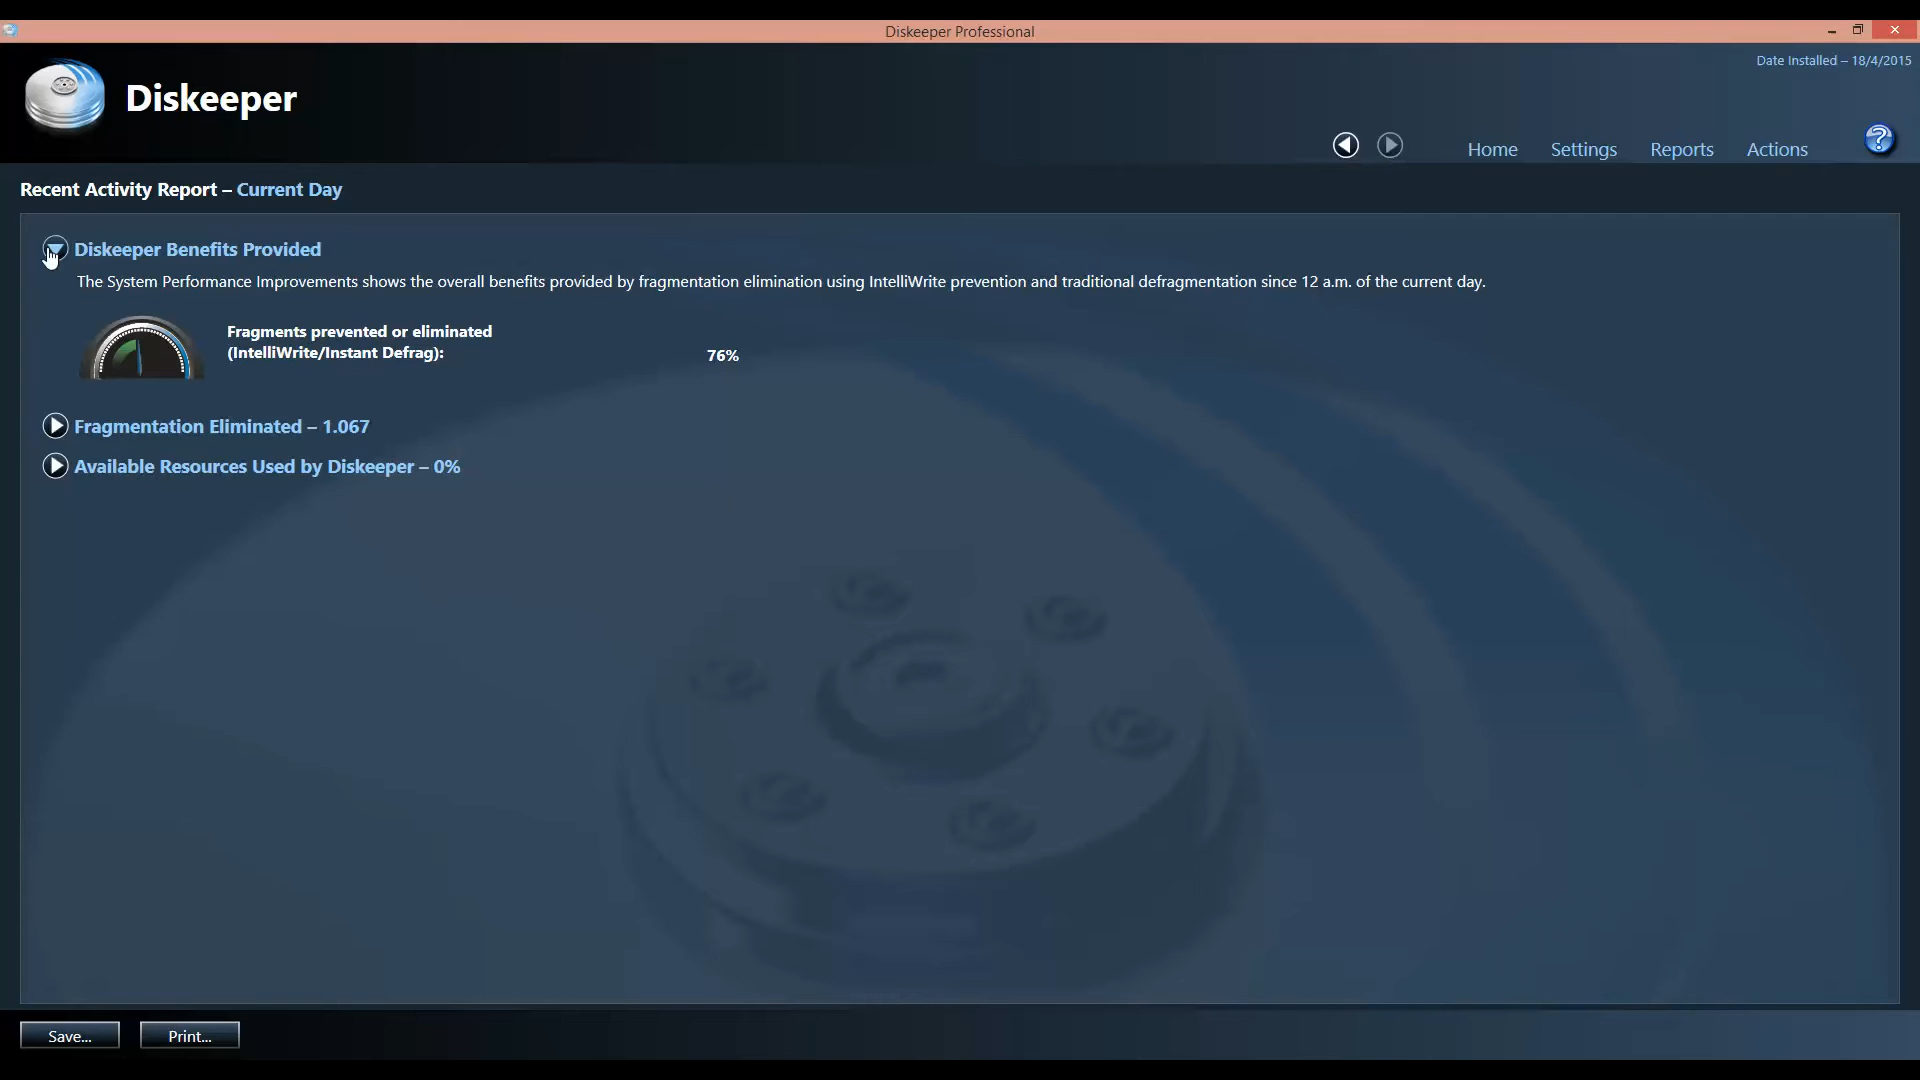 Diskeeper Professional
Date Installed – 18/4/2015
Diskeeper
Home Settings Reports Actions ?
Recent Activity Report – Current Day
Diskeeper Benefits Provided
The System Performance Improvements shows the overall benefits provided by fragmentation elimination using IntelliWrite prevention and traditional defragmentation since 12 a.m. of the current day.
Fragments prevented or eliminated
(IntelliWrite/Instant Defrag):
76%
Fragmentation Eliminated – 1.067
Available Resources Used by Diskeeper – 0%
Save... Print...